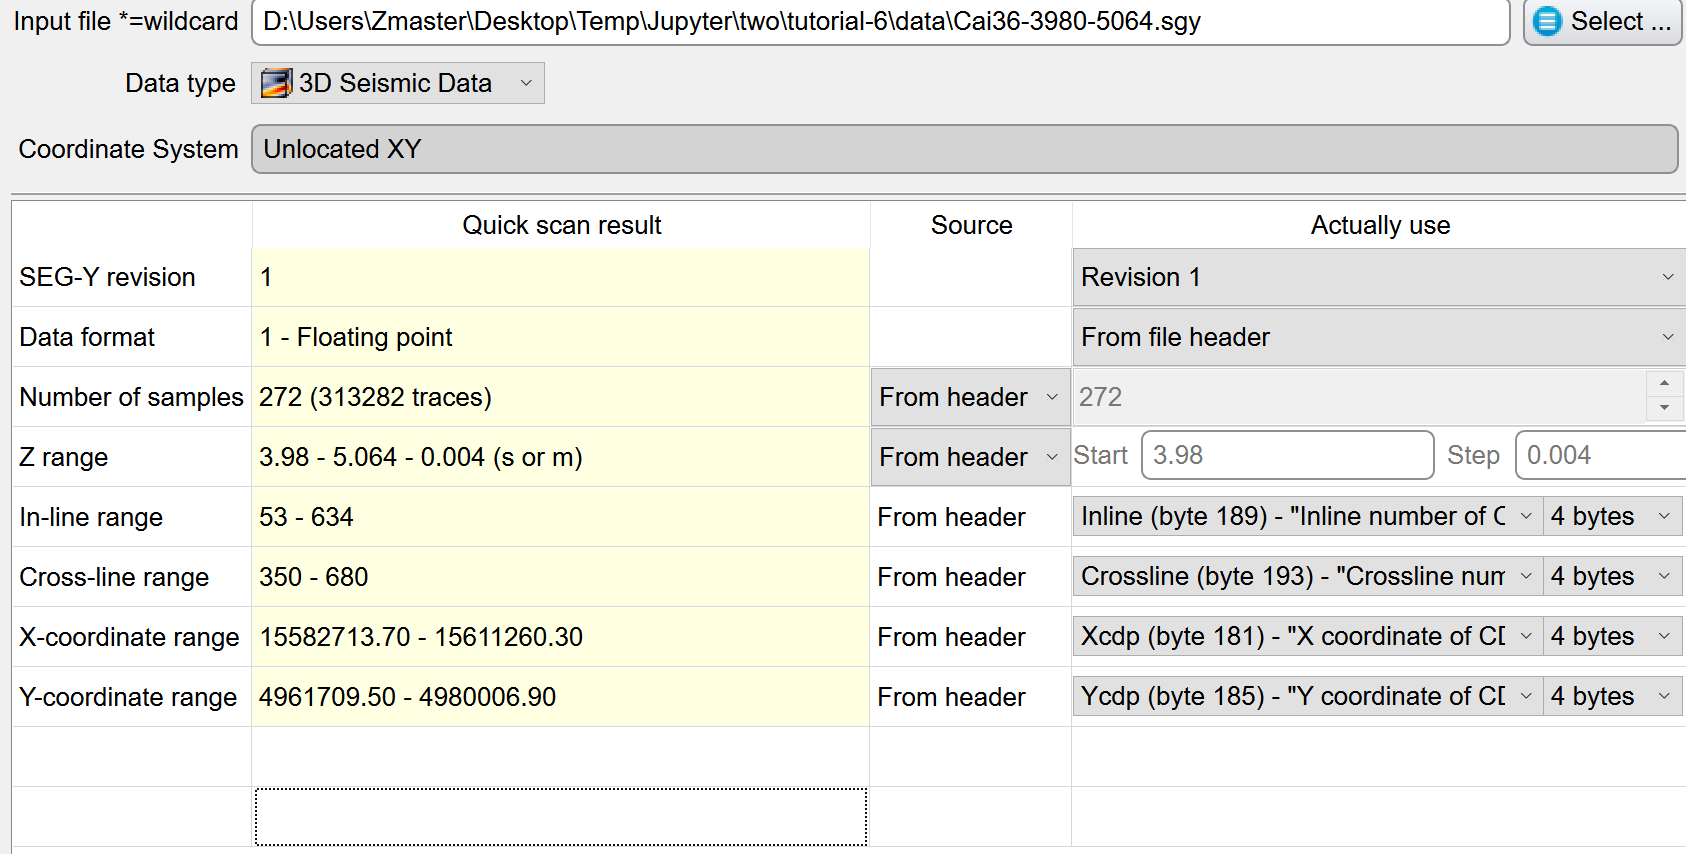 Input file *=wildcard D:\Users\Zmaster\Desktop\Temp\Jupyter\two\tutorial-6\data\Cai36-3980-5064.sgy Select ...
Data type 3D Seismic Data
Coordinate System Unlocated XY
Quick scan result Source Actually use
SEG-Y revision 1 Revision 1
Data format 1 - Floating point From file header
Number of samples 272 (313282 traces) From header 272
Z range 3.98 - 5.064 - 0.004 (s or m) From header Start 3.98 Step 0.004
In-line range 53 - 634 From header Inline (byte 189) - "Inline number of 4 bytes
Cross-line range 350 - 680 From header Crossline (byte 193) - "Crossline num 4 bytes
X-coordinate range 15582713.70 - 15611260.30 From header Xcdp (byte 181) - "X coordinate of CD 4 bytes
Y-coordinate range 4961709.50 - 4980006.90 From header Ycdp (byte 185) - "Y coordinate of CD 4 bytes